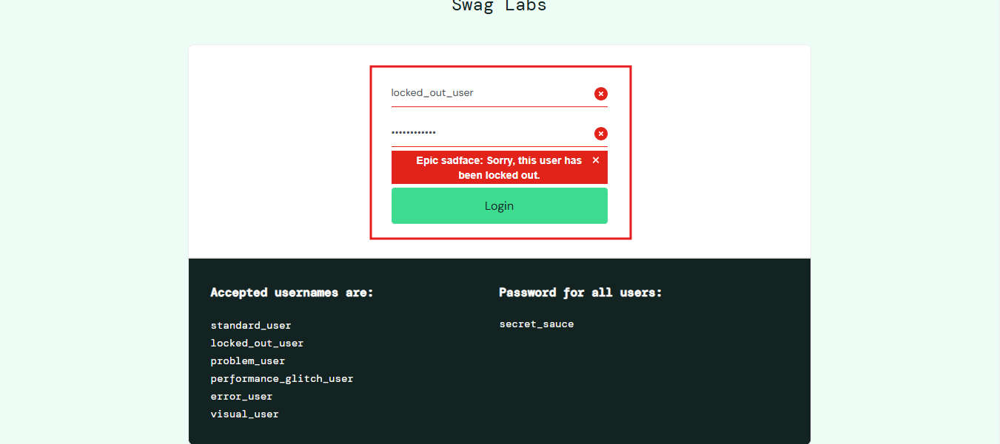 Swag Labs
locked_out_user
••••••••••••
Epic sadface: Sorry, this user has
been locked out.
Login
Accepted usernames are:
standard_user
locked_out_user
problem_user
performance_glitch_user
error_user
visual_user
Password for all users:
secret_sauce